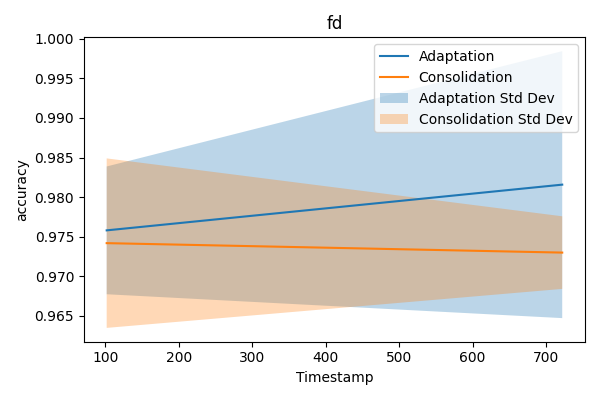 fd
1.000
0.995
0.990
0.985
0.980
0.975
0.970
0.965
accuracy
Adaptation
Consolidation
Adaptation Std Dev
Consolidation Std Dev
100 200 300 400 500 600 700
Timestamp